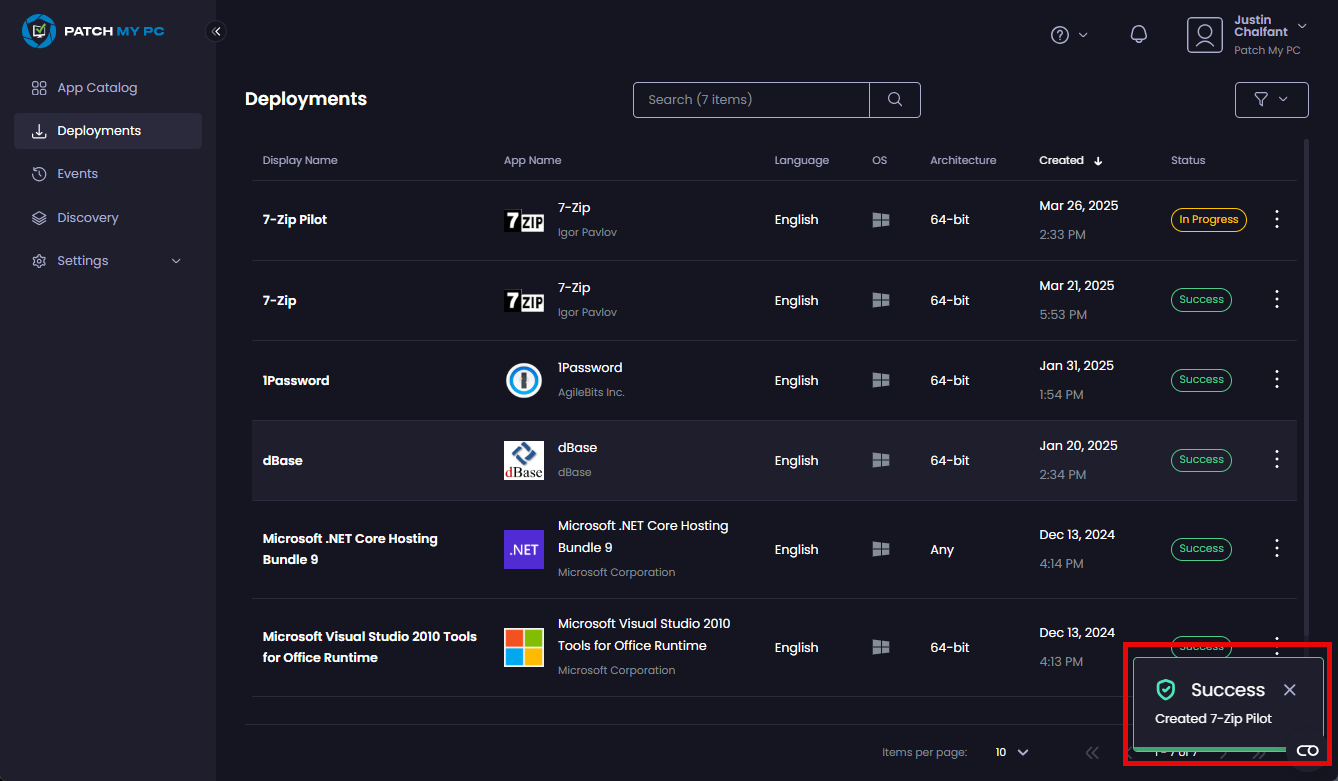 PATCH MY PC
Justin
Chalfant
Patch My PC
App Catalog
Deployments
Events
Discovery
Settings
Deployments
Search (7 items)
Display Name App Name Language OS Architecture Created Status
7-Zip Pilot 7ZIP 7-Zip Igor Pavlov English 64-bit Mar 26, 2025 2:33 PM In Progress
7-Zip 7ZIP 7-Zip Igor Pavlov English 64-bit Mar 21, 2025 5:53 PM Success
1Password 1Password AgileBits Inc. English 64-bit Jan 31, 2025 1:54 PM Success
dBase dBase dBase dBase English 64-bit Jan 20, 2025 2:34 PM Success
Microsoft .NET Core Hosting
Bundle 9
.NET
Microsoft .NET Core Hosting
Bundle 9
Microsoft Corporation
English Any Dec 13, 2024 4:14 PM Success
Microsoft Visual Studio 2010 Tools
for Office Runtime
Microsoft Visual Studio 2010
Tools for Office Runtime
Microsoft Corporation
English 64-bit Dec 13, 2024 4:13 PM Success
Success
Created 7-Zip Pilot
Items per page: 10 1 - 7 of 7